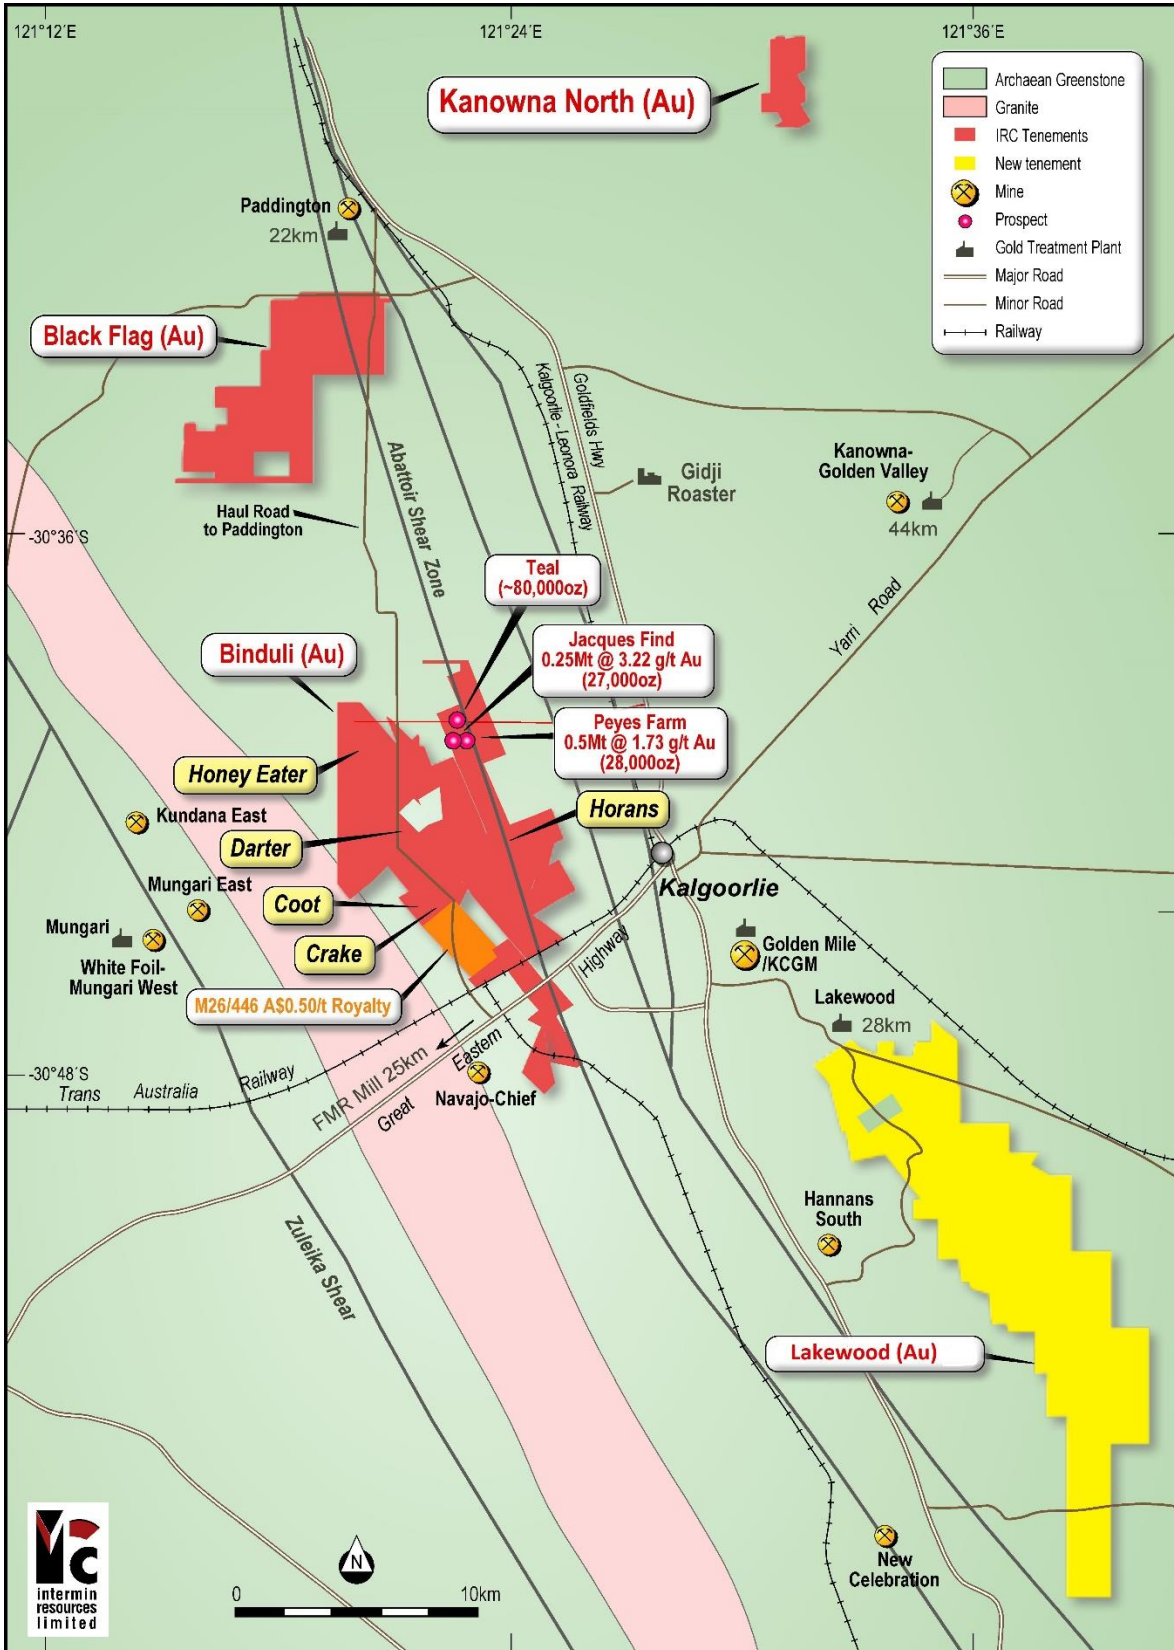 121°12´E
121°24´E
121°36´E
Kanowna North (Au)
Archaean Greenstone
Granite
IRC Tenements
New tenement
Mine
Prospect
Gold Treatment Plant
Major Road
Minor Road
Railway
Paddington
22km
Black Flag (Au)
Kalgoorlie - Leonora Railway
Goldfields Hwy
Abattoir Shear Zone
Gidji
Roaster
Kanowna-
Golden Valley
44km
Haul Road
to Paddington
-30°36´S
Teal
(~80,000oz)
Yarri Road
Binduli (Au)
Jacques Find
0.25Mt @ 3.22 g/t Au
(27,000oz)
Peyes Farm
0.5Mt @ 1.73 g/t Au
(28,000oz)
Honey Eater
Horans
Kundana East
Darter
Kalgoorlie
Mungari East
Coot
Mungari
Crake
White Foil-
Mungari West
Golden Mile
/KCGM
M26/446 A$0.50/t Royalty
Lakewood
28km
Great Eastern Highway
FMR Mill 25km
-30°48´S
Trans Australia Railway
Navajo-Chief
Hannans
South
Zuleika Shear
Lakewood (Au)
New
Celebration
intermin
resources
limited
N
0
10km